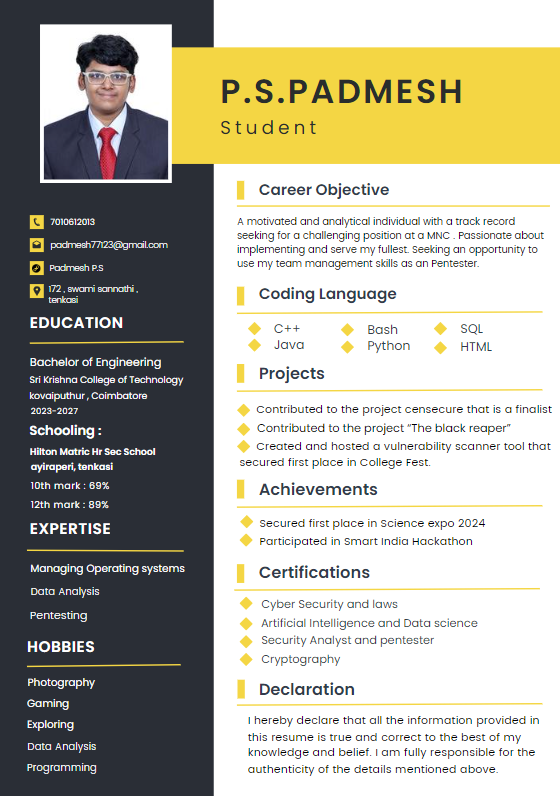 P.S.PADMESH
Student
7010612013
padmesh77123@gmail.com
Padmesh P.S
172 , swami sannathi ,
tenkasi
EDUCATION
Bachelor of Engineering
Sri Krishna College of Technology
kovaiputhur , Coimbatore
2023-2027
Schooling :
Hilton Matric Hr Sec School
ayiraperi, tenkasi
10th mark : 69%
12th mark : 89%
EXPERTISE
Managing Operating systems
Data Analysis
Pentesting
HOBBIES
Photography
Gaming
Exploring
Data Analysis
Programming
Career Objective
A motivated and analytical individual with a track record
seeking for a challenging position at a MNC . Passionate about
implementing and serve my fullest. Seeking an opportunity to
use my team management skills as an Pentester.
Coding Language
C++ Bash SQL
Java Python HTML
Projects
Contributed to the project censecure that is a finalist
Contributed to the project “The black reaper”
Created and hosted a vulnerability scanner tool that
secured first place in College Fest.
Achievements
Secured first place in Science expo 2024
Participated in Smart India Hackathon
Certifications
Cyber Security and laws
Artificial Intelligence and Data science
Security Analyst and pentester
Cryptography
Declaration
I hereby declare that all the information provided in
this resume is true and correct to the best of my
knowledge and belief. I am fully responsible for the
authenticity of the details mentioned above.